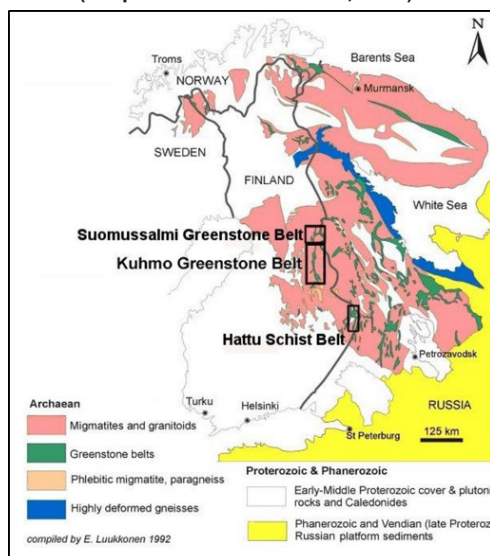 N
Troms
Barents Sea
NORWAY
Murmansk
SWEDEN
FINLAND
White Sea
Suomussalmi Greenstone Belt
Kuhmo Greenstone Belt
Hattu Schist Belt
Petrozavodsk
Archaean
Turku
Helsinki
RUSSIA
St Peterburg
125 km
Migmatites and granitoids
Greenstone belts
Phlebitic migmatite, paragneiss
Highly deformed gneisses
compiled by E. Luukkonen 1992
Proterozoic & Phanerozoic
Early-Middle Proterozoic cover & plutonic
rocks and Caledonides
Phanerozoic and Vendian (late Proterozoic)
Russian platform sediments